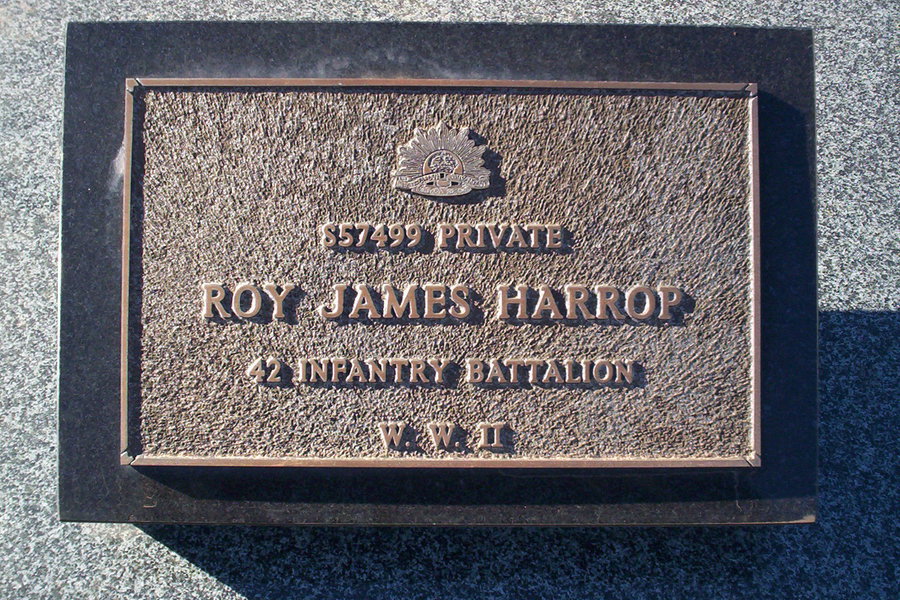 S57499 PRIVATE
ROY JAMES HARROP
42 INFANTRY BATTALION
W. W. II